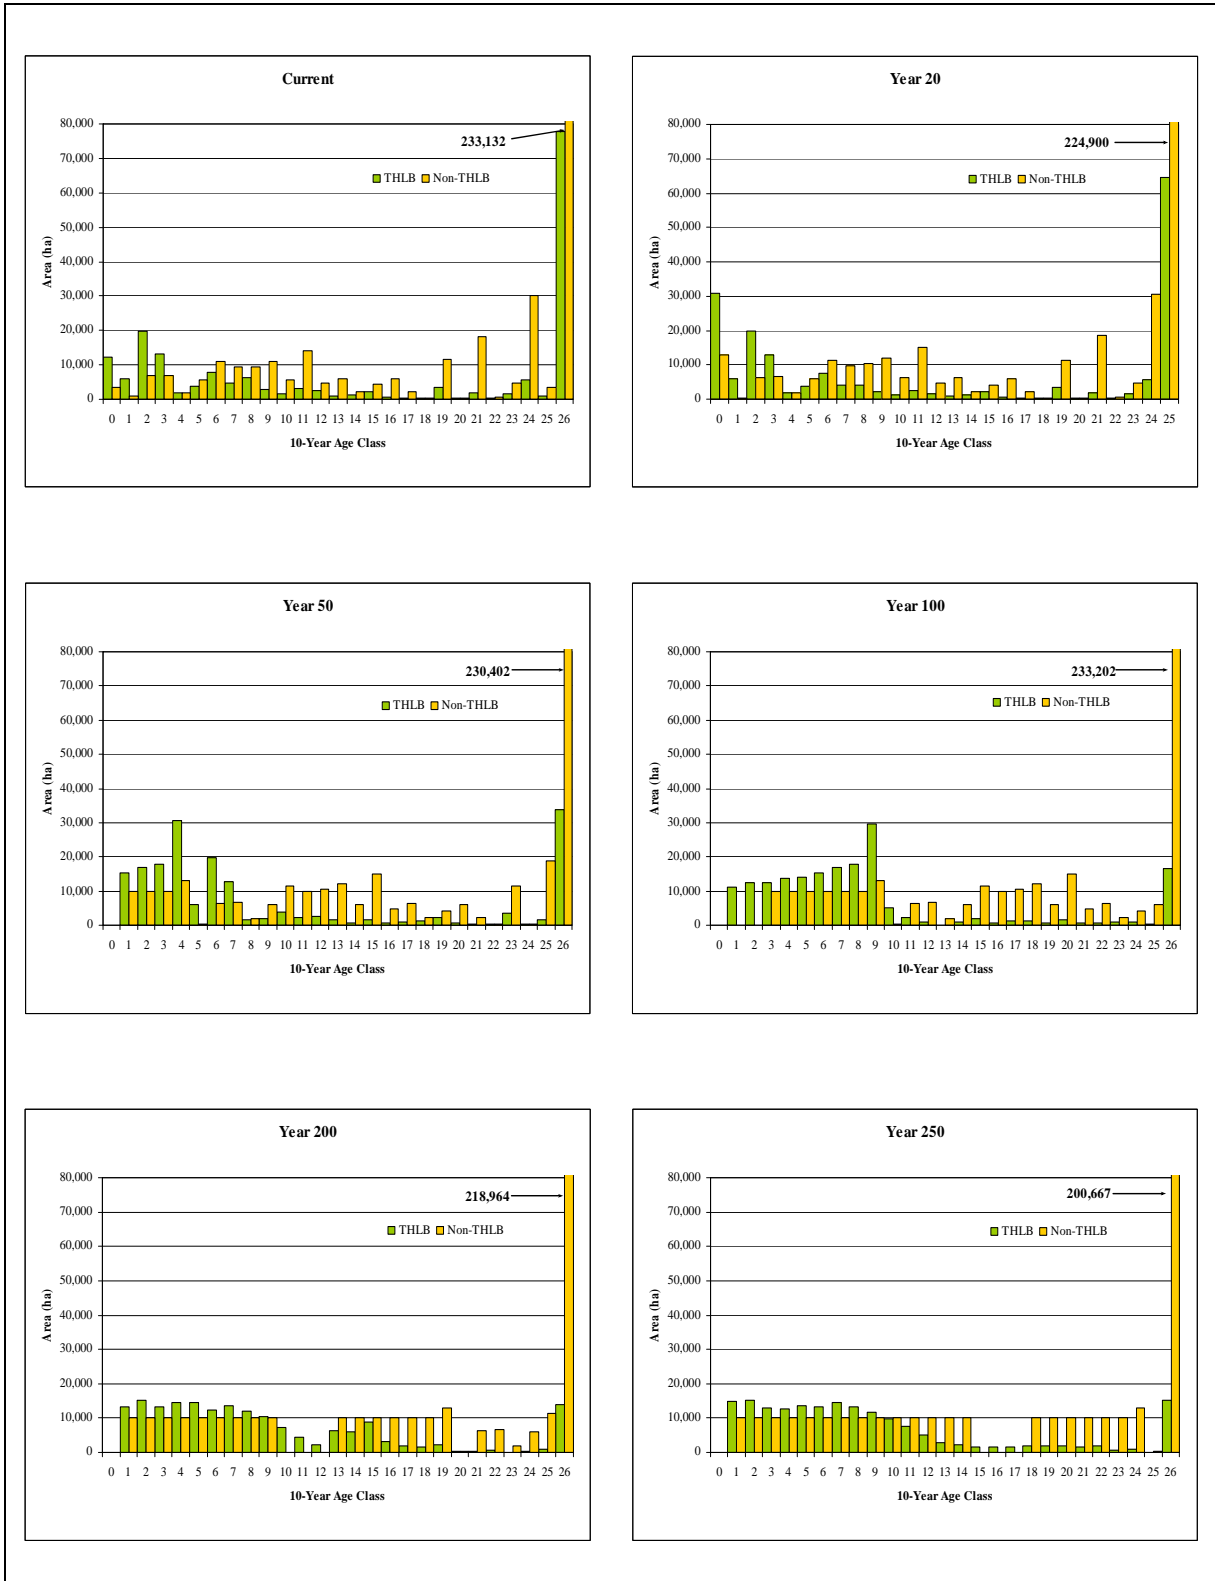 Current
80,000
233,132
70,000
THLB Non-THLB
60,000
50,000
40,000
30,000
20,000
10,000
0
Area (ha)
0 1 2 3 4 5 6 7 8 9 10 11 12 13 14 15 16 17 18 19 20 21 22 23 24 25 26
10-Year Age Class
Year 20
80,000
224,900
70,000
THLB Non-THLB
60,000
50,000
40,000
30,000
20,000
10,000
0
Area (ha)
0 1 2 3 4 5 6 7 8 9 10 11 12 13 14 15 16 17 18 19 20 21 22 23 24 25
10-Year Age Class
Year 50
80,000
230,402
70,000
THLB Non-THLB
60,000
50,000
40,000
30,000
20,000
10,000
0
Area (ha)
0 1 2 3 4 5 6 7 8 9 10 11 12 13 14 15 16 17 18 19 20 21 22 23 24 25 26
10-Year Age Class
Year 100
80,000
233,202
70,000
THLB Non-THLB
60,000
50,000
40,000
30,000
20,000
10,000
0
Area (ha)
0 1 2 3 4 5 6 7 8 9 10 11 12 13 14 15 16 17 18 19 20 21 22 23 24 25 26
10-Year Age Class
Year 200
80,000
218,964
70,000
THLB Non-THLB
60,000
50,000
40,000
30,000
20,000
10,000
0
Area (ha)
0 1 2 3 4 5 6 7 8 9 10 11 12 13 14 15 16 17 18 19 20 21 22 23 24 25 26
10-Year Age Class
Year 250
80,000
200,667
70,000
THLB Non-THLB
60,000
50,000
40,000
30,000
20,000
10,000
0
Area (ha)
0 1 2 3 4 5 6 7 8 9 10 11 12 13 14 15 16 17 18 19 20 21 22 23 24 25 26
10-Year Age Class